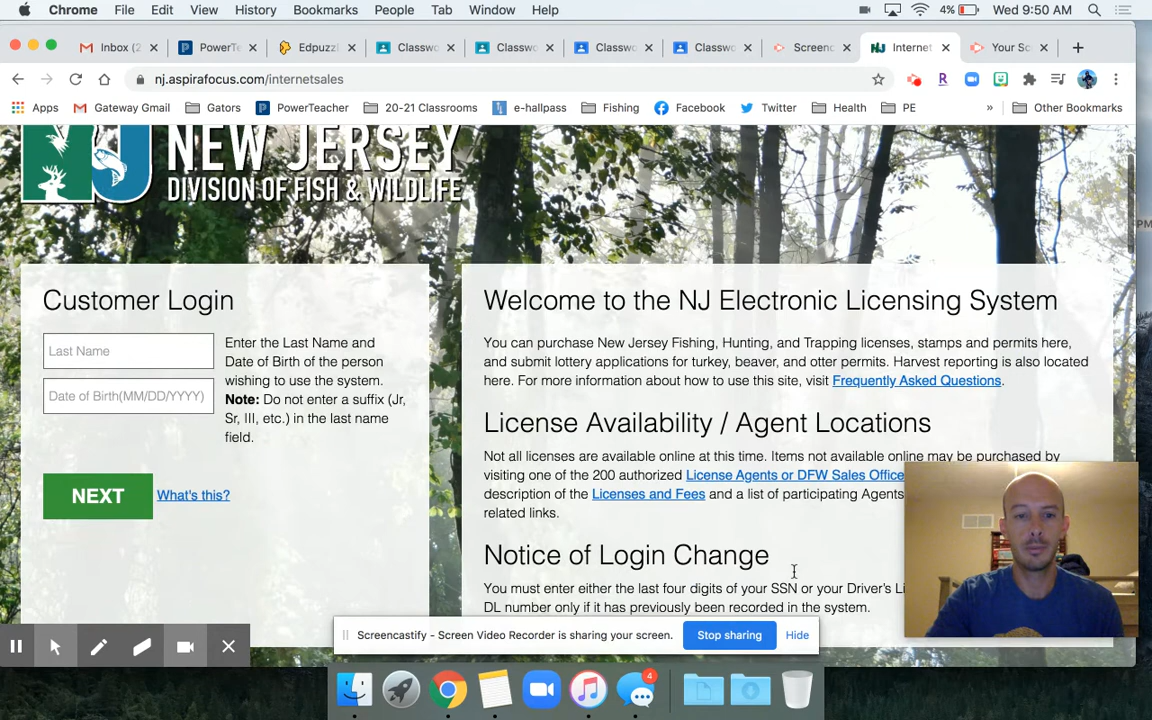 Chrome File Edit View History Bookmarks People Tab Window Help 4% Wed 9:50 AM
Inbox (2 PowerTe Edpuzzl Classwo Classwo Classwo Classwo Screenc Internet Your Sc
nj.aspirafocus.com/internetsales
Apps Gateway Gmail Gators PowerTeacher 20-21 Classrooms e-hallpass Fishing Facebook Twitter Health PE » Other Bookmarks
NJ NEW JERSEY
DIVISION OF FISH & WILDLIFE
Customer Login
Last Name
Date of Birth(MM/DD/YYYY)
Enter the Last Name and
Date of Birth of the person
wishing to use the system.
Note: Do not enter a suffix (Jr,
Sr, III, etc.) in the last name
field.
NEXT What's this?
Welcome to the NJ Electronic Licensing System
You can purchase New Jersey Fishing, Hunting, and Trapping licenses, stamps and permits here,
and submit lottery applications for turkey, beaver, and otter permits. Harvest reporting is also located
here. For more information about how to use this site, visit Frequently Asked Questions.
License Availability / Agent Locations
Not all licenses are available online at this time. Items not available online may be purchased by
visiting one of the 200 authorized License Agents or DFW Sales Office
description of the Licenses and Fees and a list of participating Agents
related links.
Notice of Login Change
You must enter either the last four digits of your SSN or your Driver's Li
DL number only if it has previously been recorded in the system.
Screencastify - Screen Video Recorder is sharing your screen. Stop sharing Hide
4
PM